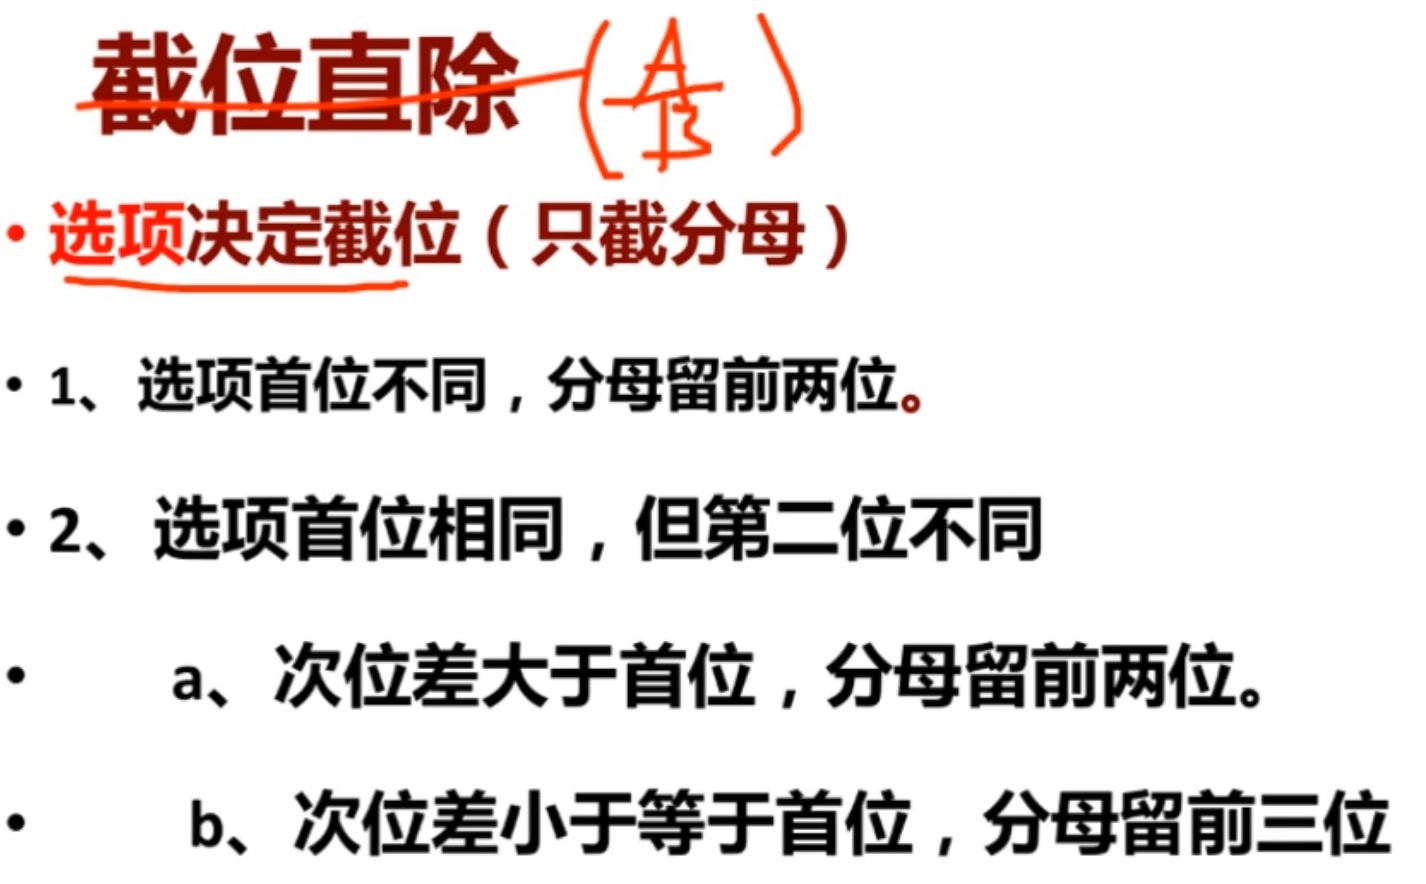 截位直除 (A/B)
• 选项决定截位（只截分母）
• 1、选项首位不同，分母留前两位。
• 2、选项首位相同，但第二位不同
• a、次位差大于首位，分母留前两位。
• b、次位差小于等于首位，分母留前三位